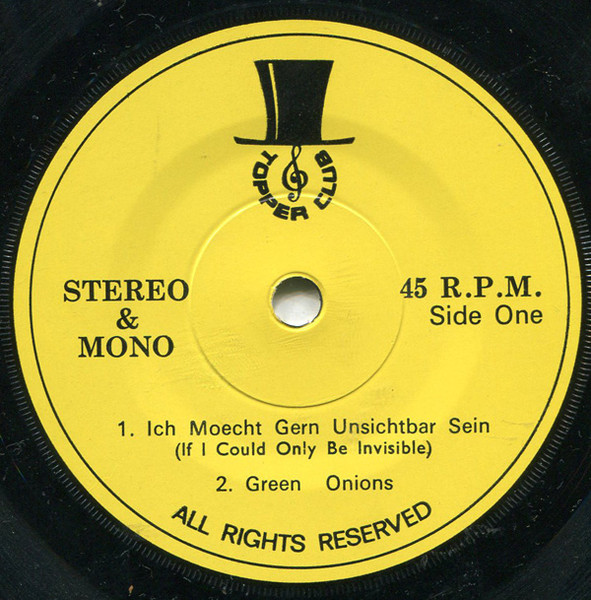 TOPPER CLUB
STEREO
&
MONO
45 R.P.M.
Side One
1. Ich Moecht Gern Unsichtbar Sein
(If I Could Only Be Invisible)
2. Green Onions
ALL RIGHTS RESERVED